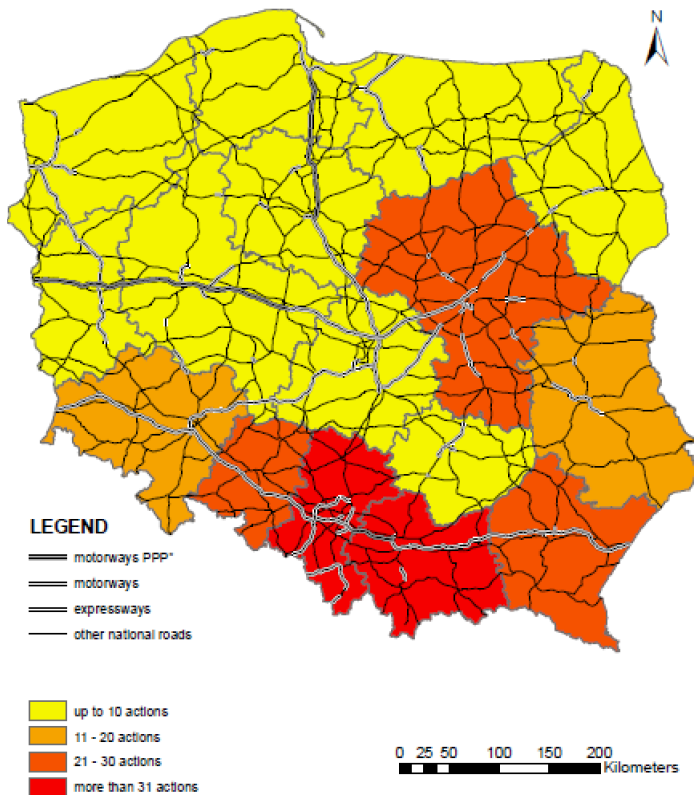 N
LEGEND
motorways PPP*
motorways
expressways
other national roads
up to 10 actions
11 - 20 actions
21 - 30 actions
more than 31 actions
0 25 50 100 150 200
Kilometers